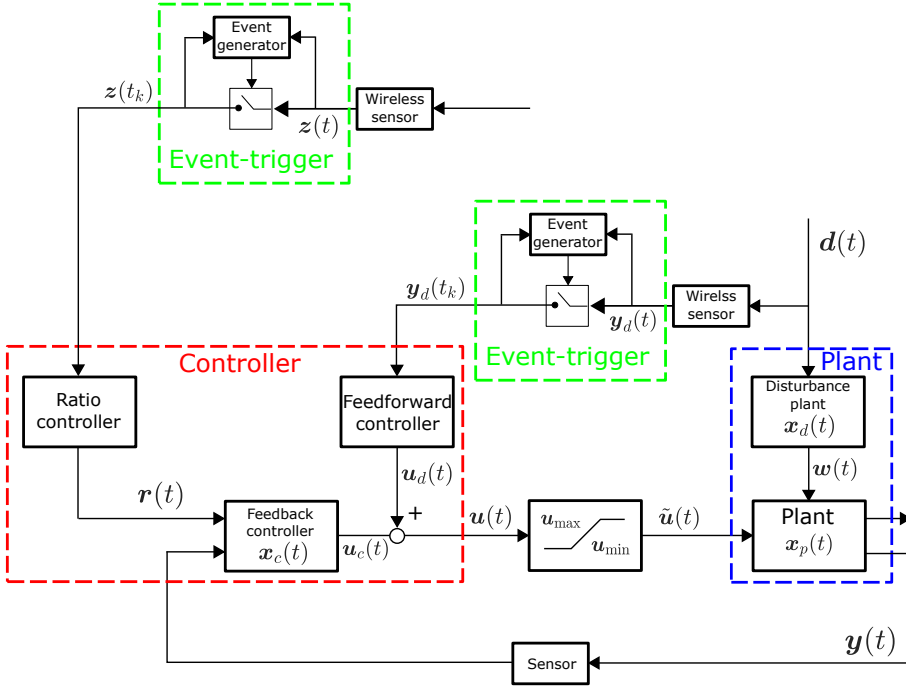 Event
generator
z(t_k)
z(t)
Wireless
sensor
Event-trigger
Event
generator
d(t)
y_d(t_k)
y_d(t)
Wirelss
sensor
Event-trigger
Controller
Plant
Ratio
controller
Feedforward
controller
Disturbance
plant
x_d(t)
u_d(t)
w(t)
r(t)
Feedback
controller
x_c(t)
u_c(t)
+
u(t)
u_max
u_min
ũ(t)
Plant
x_p(t)
y(t)
Sensor